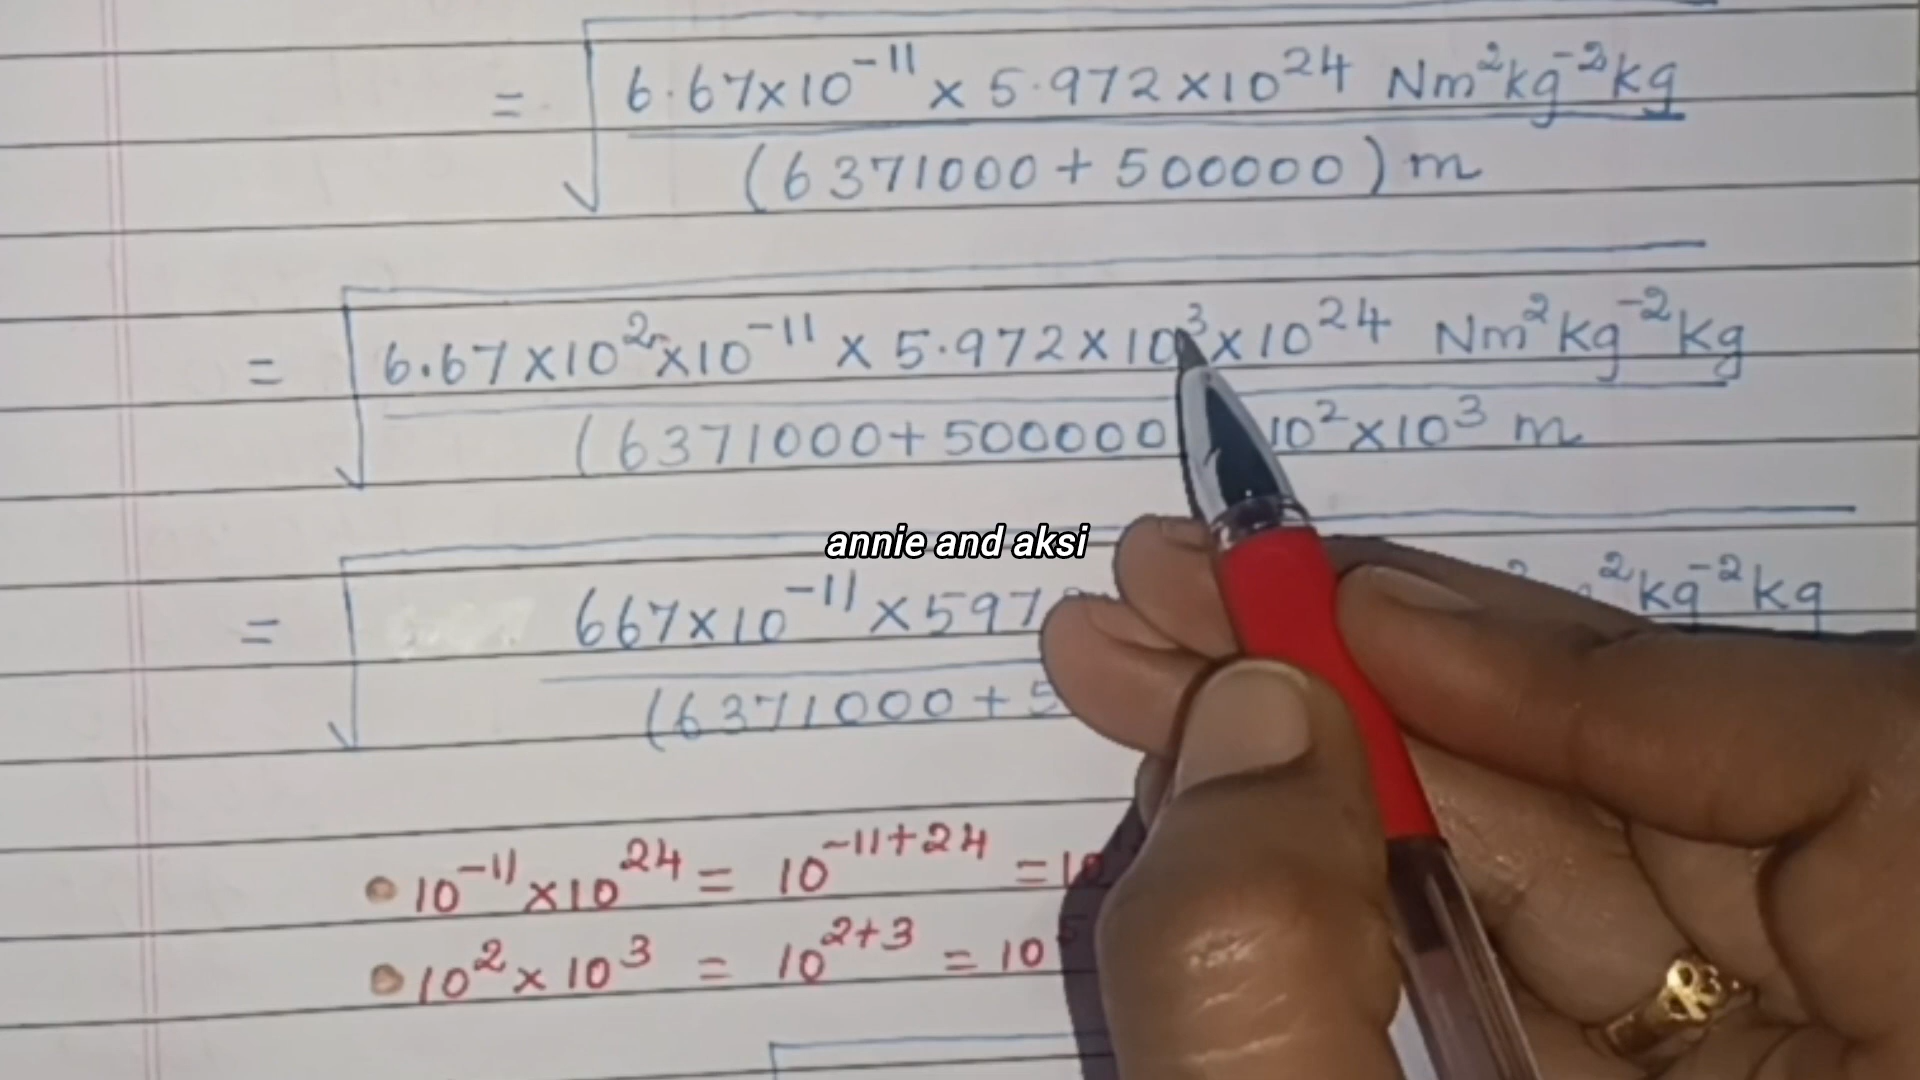 = √ 6.67×10⁻¹¹ × 5.972×10²⁴ Nm²kg⁻²kg
(6371000 + 500000) m
= √ 6.67×10²×10⁻¹¹ × 5.972×10³×10²⁴ Nm²kg⁻²kg
(6371000+500000 10²×10³ m
annie and aksi
= √ 667×10⁻¹¹ ×597 ²kg⁻²kg
(6371000 + 5
10⁻¹¹×10²⁴ = 10⁻¹¹⁺²⁴ = 10
10²×10³ = 10²⁺³ = 10⁵